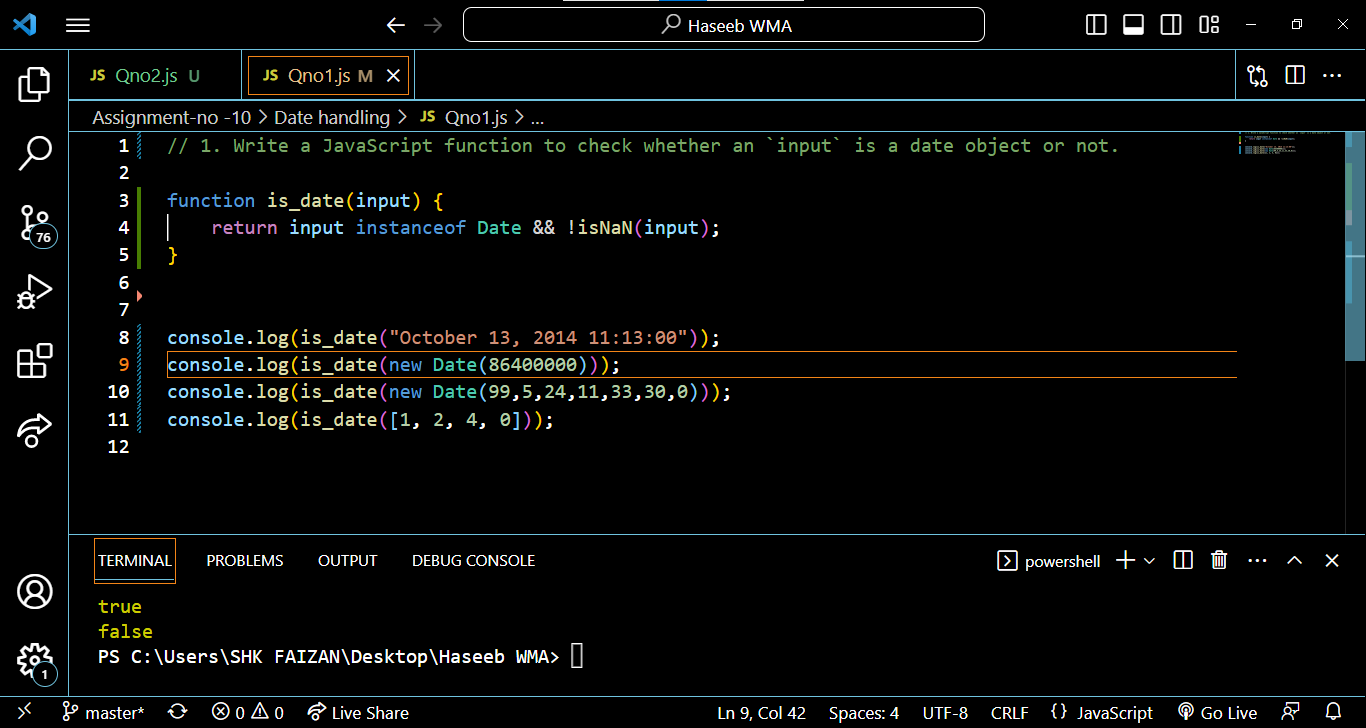 Haseeb WMA
JS Qno2.js U
JS Qno1.js M
Assignment-no -10 > Date handling > JS Qno1.js > ...
1 // 1. Write a JavaScript function to check whether an `input` is a date object or not.
2
3 function is_date(input) {
4     return input instanceof Date && !isNaN(input);
5 }
6
7
8 console.log(is_date("October 13, 2014 11:13:00"));
9 console.log(is_date(new Date(86400000)));
10 console.log(is_date(new Date(99,5,24,11,33,30,0)));
11 console.log(is_date([1, 2, 4, 0]));
12
76
TERMINAL PROBLEMS OUTPUT DEBUG CONSOLE powershell
true
false
PS C:\Users\SHK FAIZAN\Desktop\Haseeb WMA>
1
master* 0 0 Live Share Ln 9, Col 42 Spaces: 4 UTF-8 CRLF {} JavaScript Go Live